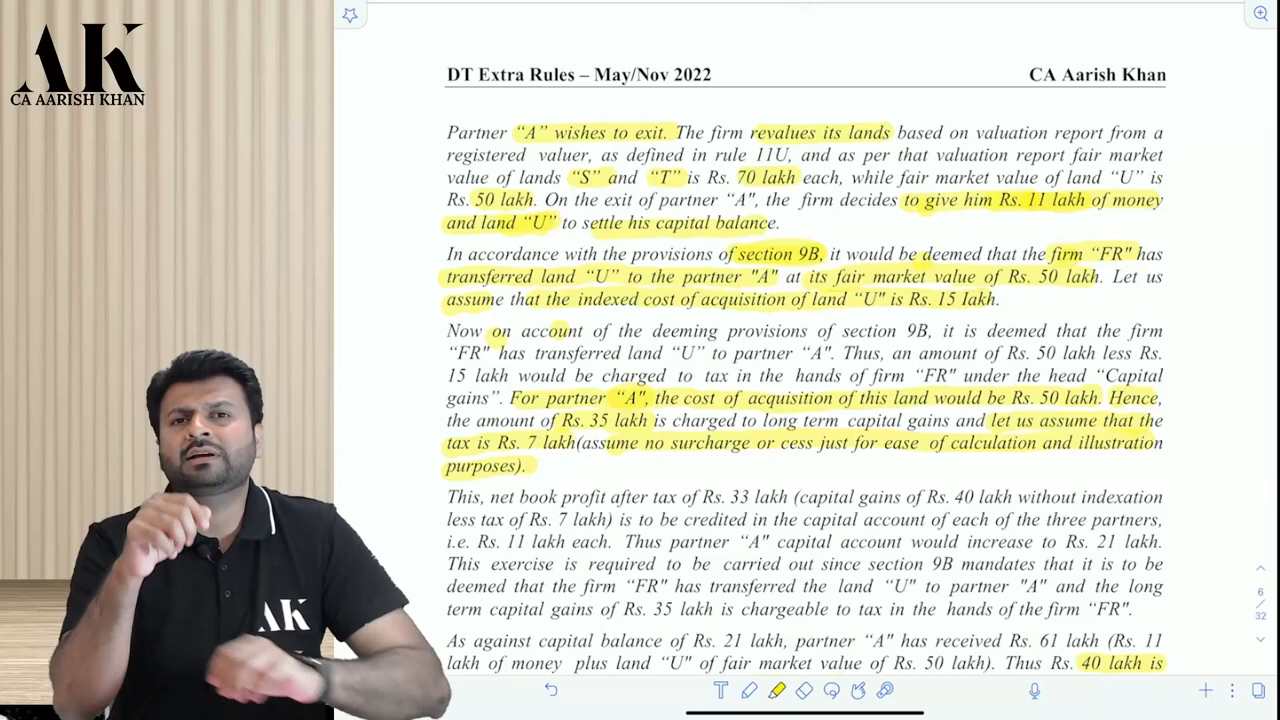 AK
CA AARISH KHAN
DT Extra Rules – May/Nov 2022 CA Aarish Khan
Partner “A” wishes to exit. The firm revalues its lands based on valuation report from a
registered valuer, as defined in rule 11U, and as per that valuation report fair market
value of lands “S” and “T” is Rs. 70 lakh each, while fair market value of land “U” is
Rs. 50 lakh. On the exit of partner “A", the firm decides to give him Rs. 11 lakh of money
and land “U” to settle his capital balance.
In accordance with the provisions of section 9B, it would be deemed that the firm “FR" has
transferred land “U” to the partner "A” at its fair market value of Rs. 50 lakh. Let us
assume that the indexed cost of acquisition of land “U" is Rs. 15 Iakh.
Now on account of the deeming provisions of section 9B, it is deemed that the firm
“FR" has transferred land “U” to partner “A". Thus, an amount of Rs. 50 lakh less Rs.
15 lakh would be charged to tax in the hands of firm “FR" under the head “Capital
gains”. For partner “A", the cost of acquisition of this land would be Rs. 50 lakh. Hence,
the amount of Rs. 35 lakh is charged to long term capital gains and let us assume that the
tax is Rs. 7 lakh(assume no surcharge or cess just for ease of calculation and illustration
purposes).
This, net book profit after tax of Rs. 33 lakh (capital gains of Rs. 40 lakh without indexation
less tax of Rs. 7 lakh) is to be credited in the capital account of each of the three partners,
i.e. Rs. 11 lakh each. Thus partner “A" capital account would increase to Rs. 21 lakh.
This exercise is required to be carried out since section 9B mandates that it is to be
deemed that the firm “FR" has transferred the land “U" to partner "A" and the long
term capital gains of Rs. 35 lakh is chargeable to tax in the hands of the firm “FR".
As against capital balance of Rs. 21 lakh, partner “A" has received Rs. 61 lakh (Rs. 11
lakh of money plus land “U" of fair market value of Rs. 50 lakh). Thus Rs. 40 lakh is
6
/
32
T
AK